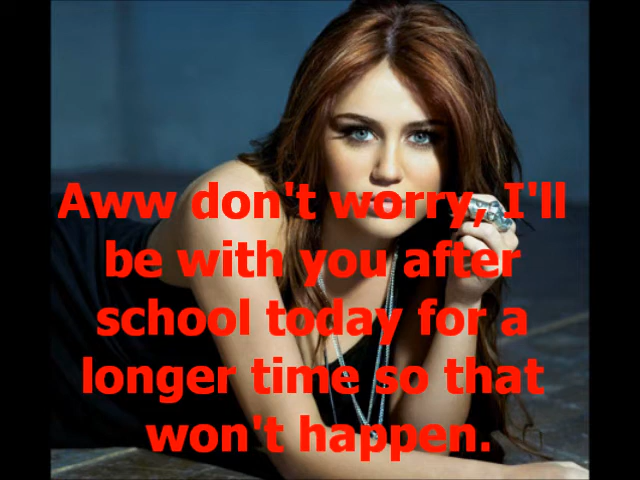 Aww don't worry, I'll
be with you after
school today for a
longer time so that
won't happen.